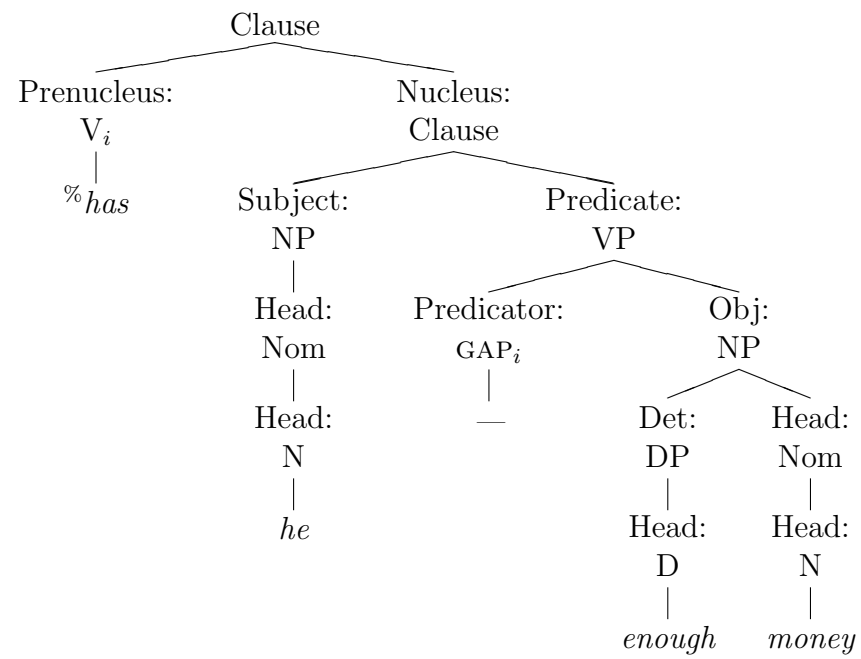 Clause
Prenucleus: Nucleus:
V_i Clause
%has Subject: Predicate:
NP VP
Head: Predicator: Obj:
Nom GAP_i NP
Head: — Det: Head:
N DP Nom
he Head: Head:
D N
enough money